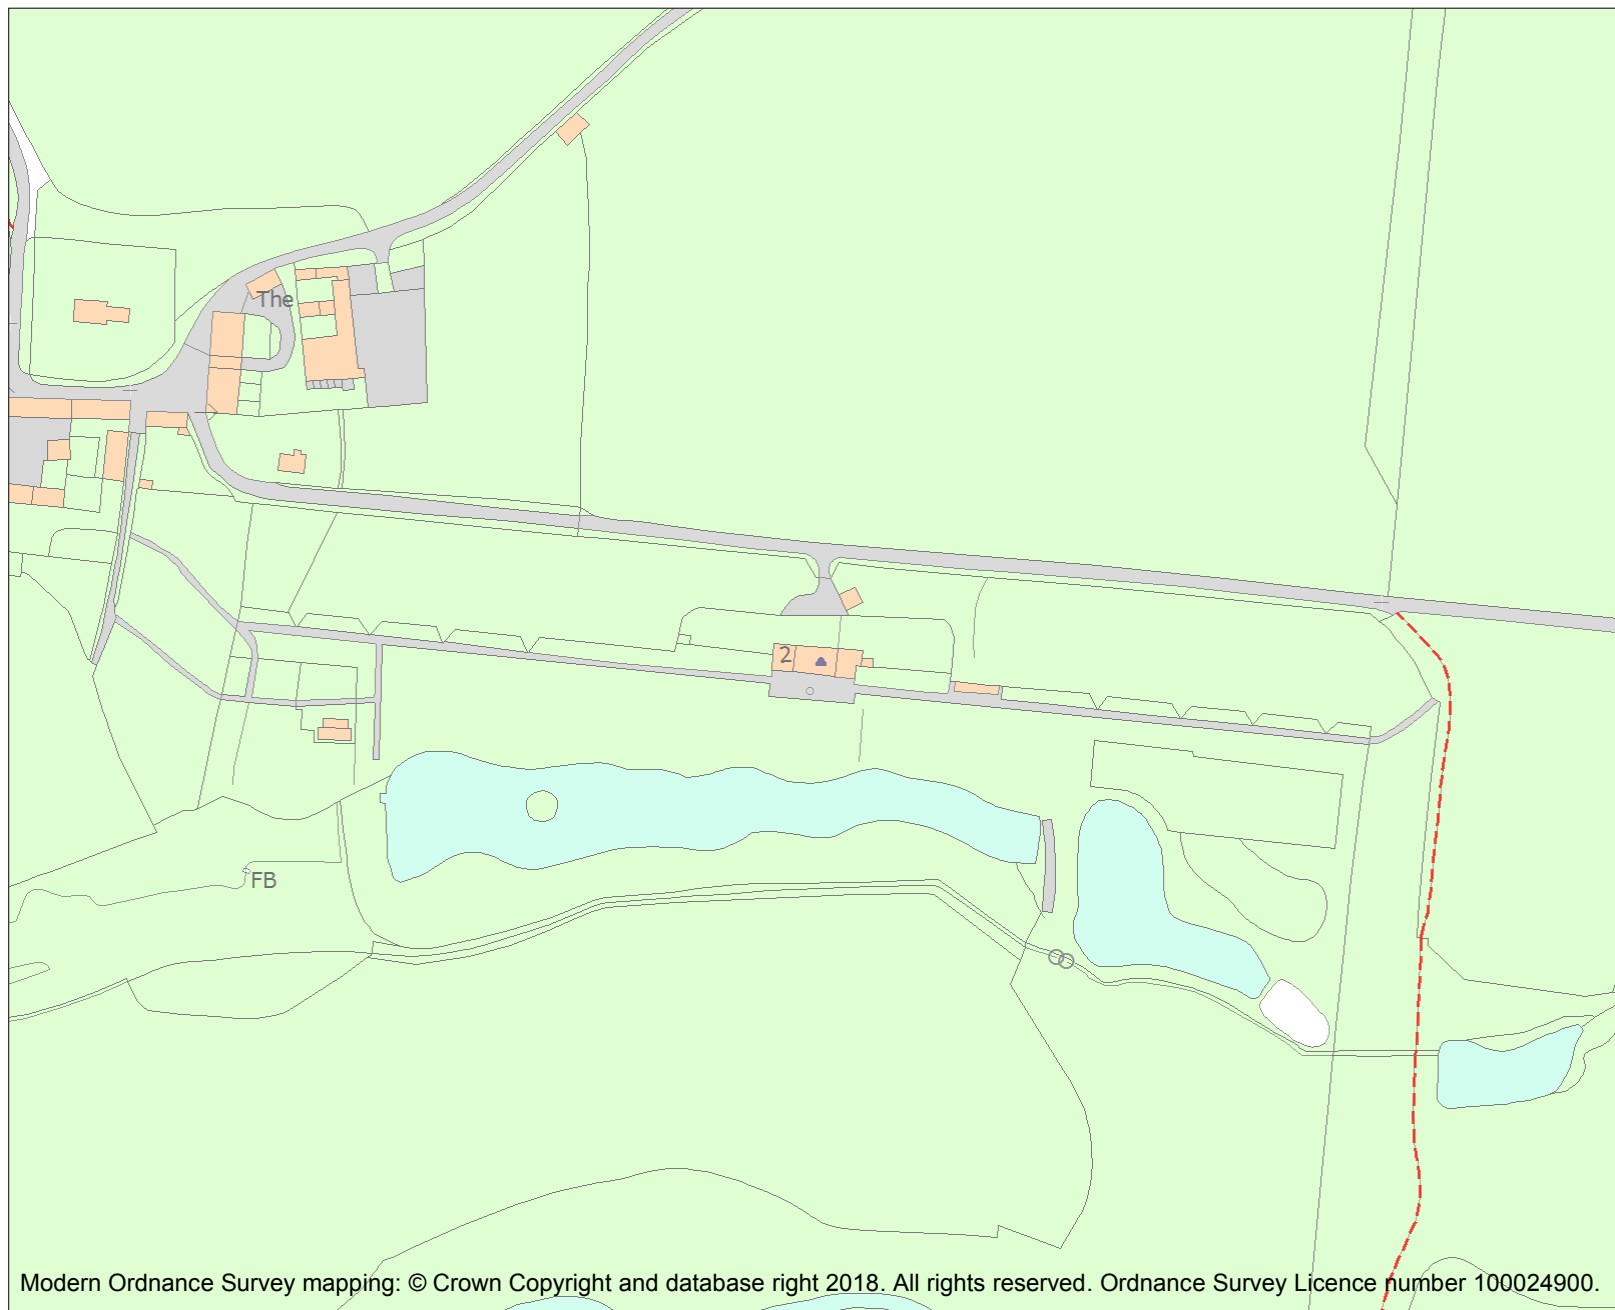 The
2
FB
Modern Ordnance Survey mapping: © Crown Copyright and database right 2018. All rights reserved. Ordnance Survey Licence number 100024900.